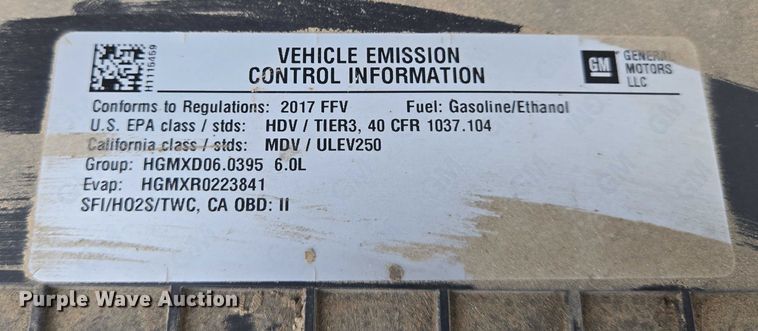 VEHICLE EMISSION
CONTROL INFORMATION
H1115459
GM
GENERAL
MOTORS
LLC
Conforms to Regulations: 2017 FFV Fuel: Gasoline/Ethanol
U.S. EPA class / stds: HDV / TIER3, 40 CFR 1037.104
California class / stds: MDV / ULEV250
Group: HGMXD06.0395 6.0L
Evap: HGMXR0223841
SFI/HO2S/TWC, CA OBD: II
Purple Wave Auction